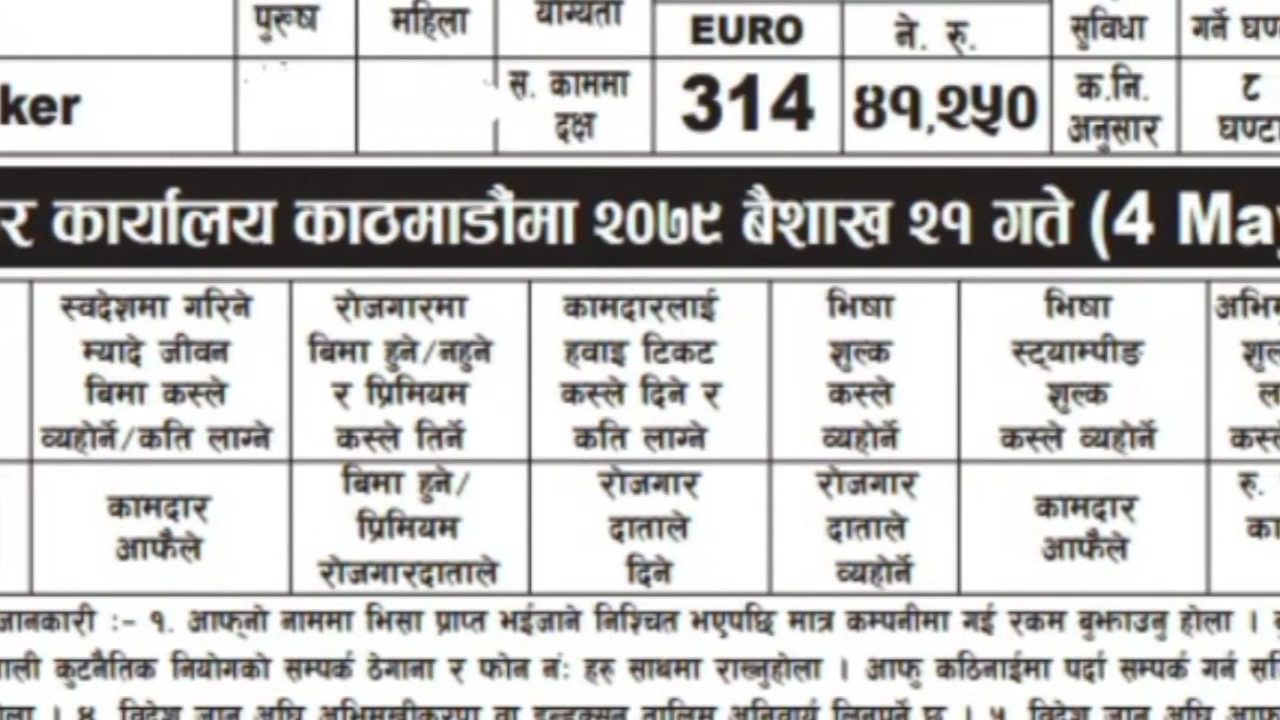 पुरूष महिला योग्यता EURO ने. रु. सुविधा गर्ने
ker स. काममा दक्ष 314 ४१,२५० क.नि. अनुसार ८
कार्यालय काठमाडौंमा २०७९ बैशाख २१ गते (4 May
स्वदेशमा गरिने
म्यादे जीवन
बिमा कस्ले
व्यहोर्ने/कति लाग्ने
रोजगारमा
बिमा हुने/नहुने
र प्रिमियम
कस्ले तिर्ने
कामदारलाई
हवाइ टिकट
कस्ले दिने र
कति लाग्ने
भिषा
शुल्क
कस्ले
व्यहोर्ने
भिषा
स्ट्याम्पीङ
शुल्क
कस्ले व्यहोर्ने
कामदार
आफैले
बिमा हुने/
प्रिमियम
रोजगारदाताले
रोजगार
दाताले
दिने
रोजगार
दाताले
व्यहोर्ने
कामदार
आफैले
रु.
जानकारी :- १. आफ्नो नाममा भिसा प्राप्त भईजाने निश्चित भएपछि मात्र कम्पनीमा गई रकम बुझाउनु होला ।
कुटनैतिक नियोगको सम्पर्क ठेगाना र फोन नं: हरु साथमा राख्नुहोला । आफु कठिनाईमा पर्दा सम्पर्क गर्न